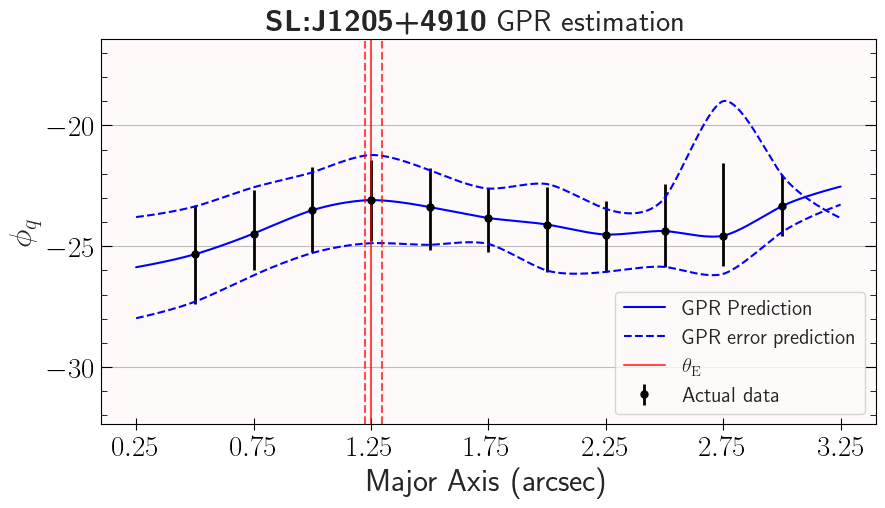 SL:J1205+4910 GPR estimation
ϕq
−20
−25
−30
GPR Prediction
GPR error prediction
θE
Actual data
0.25 0.75 1.25 1.75 2.25 2.75 3.25
Major Axis (arcsec)